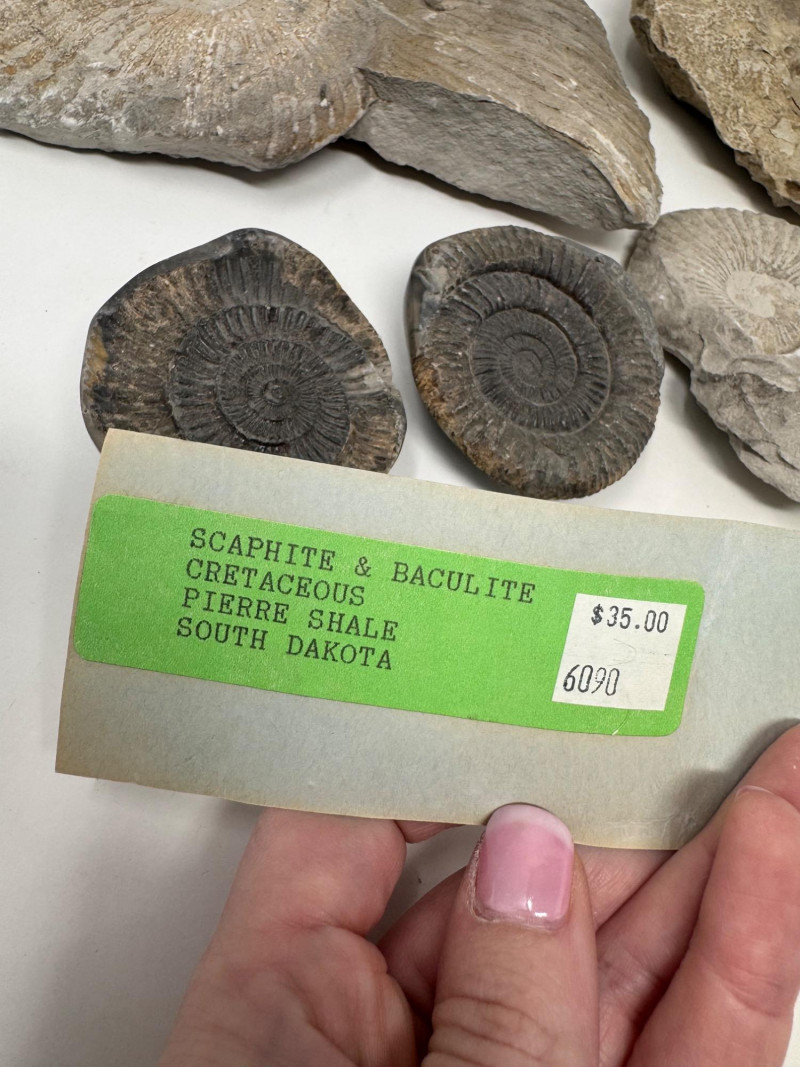 SCAPHITE & BACULITE
CRETACEOUS
PIERRE SHALE
SOUTH DAKOTA
$35.00
6090